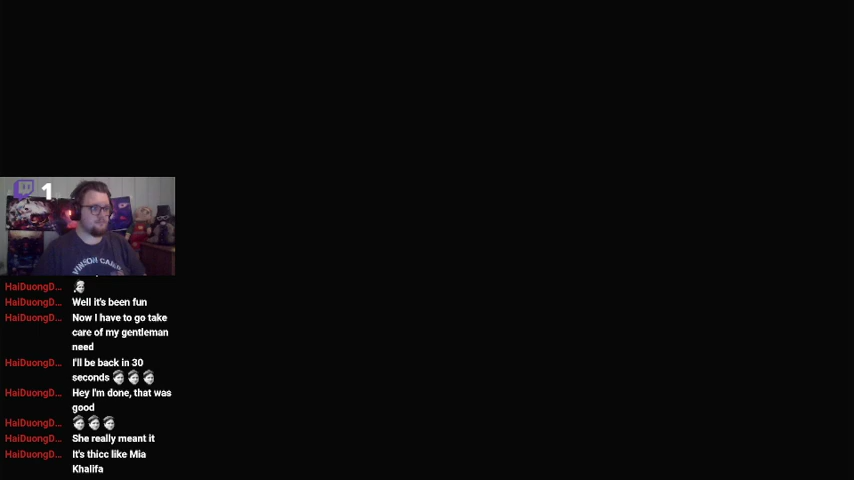 1
VINSON CAMP
HaiDuongD...
HaiDuongD... Well it's been fun
HaiDuongD... Now I have to go take
care of my gentleman
need
HaiDuongD... I'll be back in 30
seconds
HaiDuongD... Hey I'm done, that was
good
HaiDuongD...
HaiDuongD... She really meant it
HaiDuongD... It's thicc like Mia
Khalifa